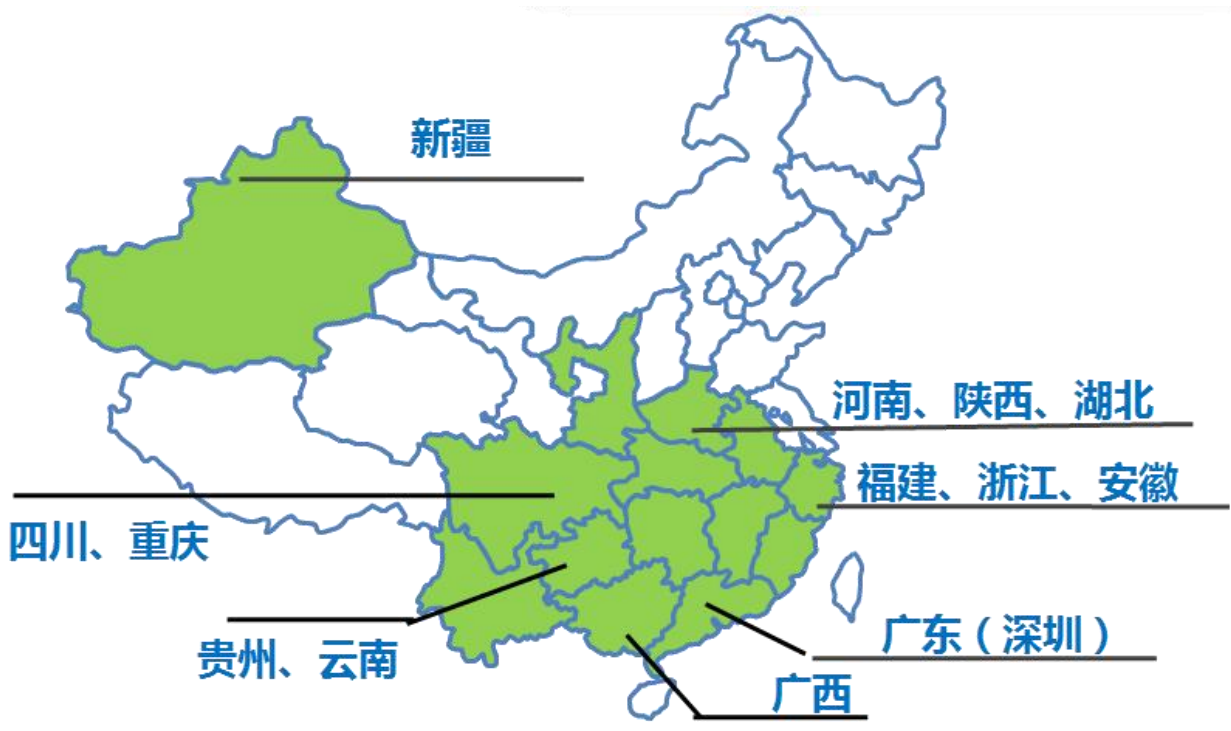 新疆
河南、陕西、湖北
福建、浙江、安徽
四川、重庆
贵州、云南
广东（深圳）
广西